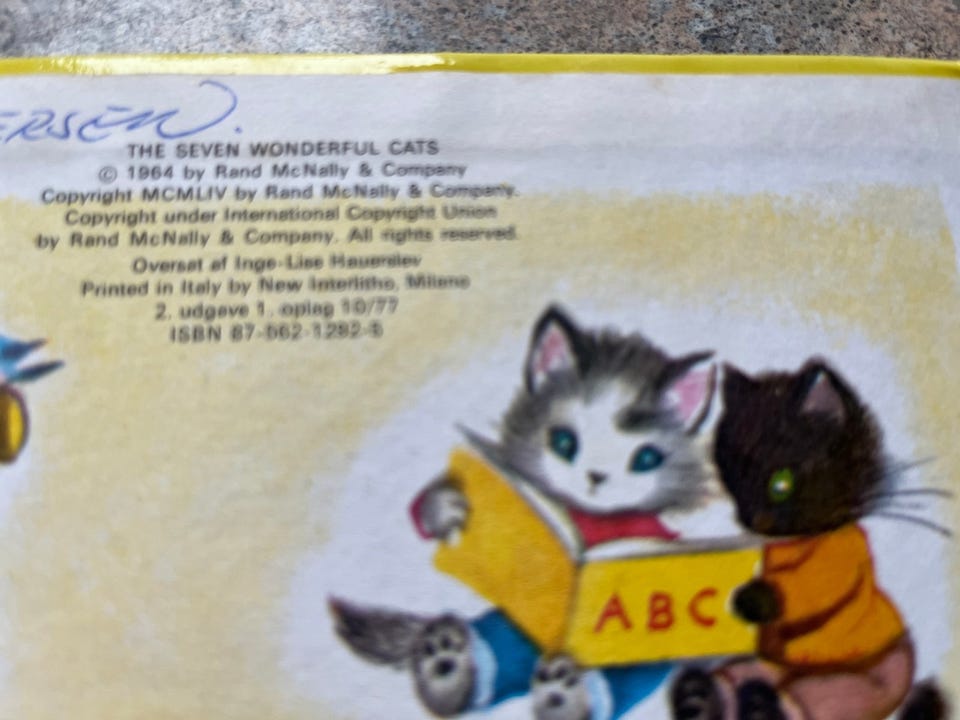 ERSEN.
THE SEVEN WONDERFUL CATS
© 1964 by Rand McNally & Company
Copyright MCMLIV by Rand McNally & Company.
Copyright under International Copyright Union
by Rand McNally & Company. All rights reserved.
Oversat af Inge-Lise Hauerslev
Printed in Italy by New Interlitho, Milano
2. udgave 1. oplag 10/77
ISBN 87-562-1282-
ABC